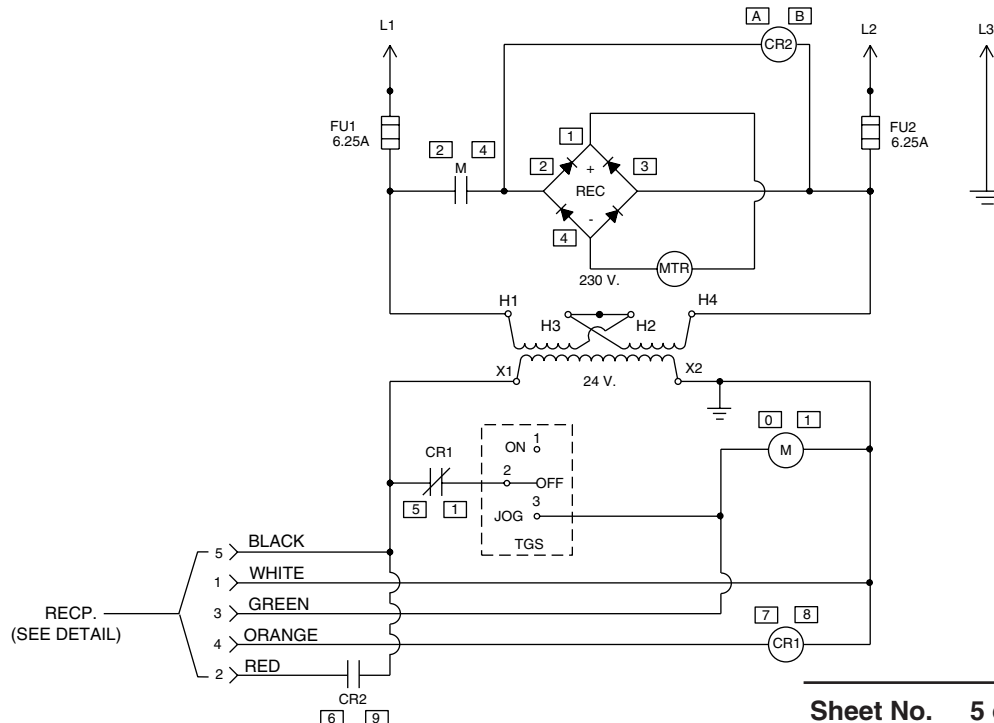 A B
L1
CR2
L2
L3
FU1
6.25A
FU2
6.25A
1
2 4
M
2
3
+
REC
-
4
MTR
230 V.
H1
H4
H3
H2
X1
24 V.
X2
0 1
M
CR1
5 1
ON 1
2
OFF
3
JOG
TGS
RECP.
(SEE DETAIL)
5 BLACK
1 WHITE
3 GREEN
4 ORANGE
2 RED
7 8
CR1
CR2
6 9
Sheet No. 5